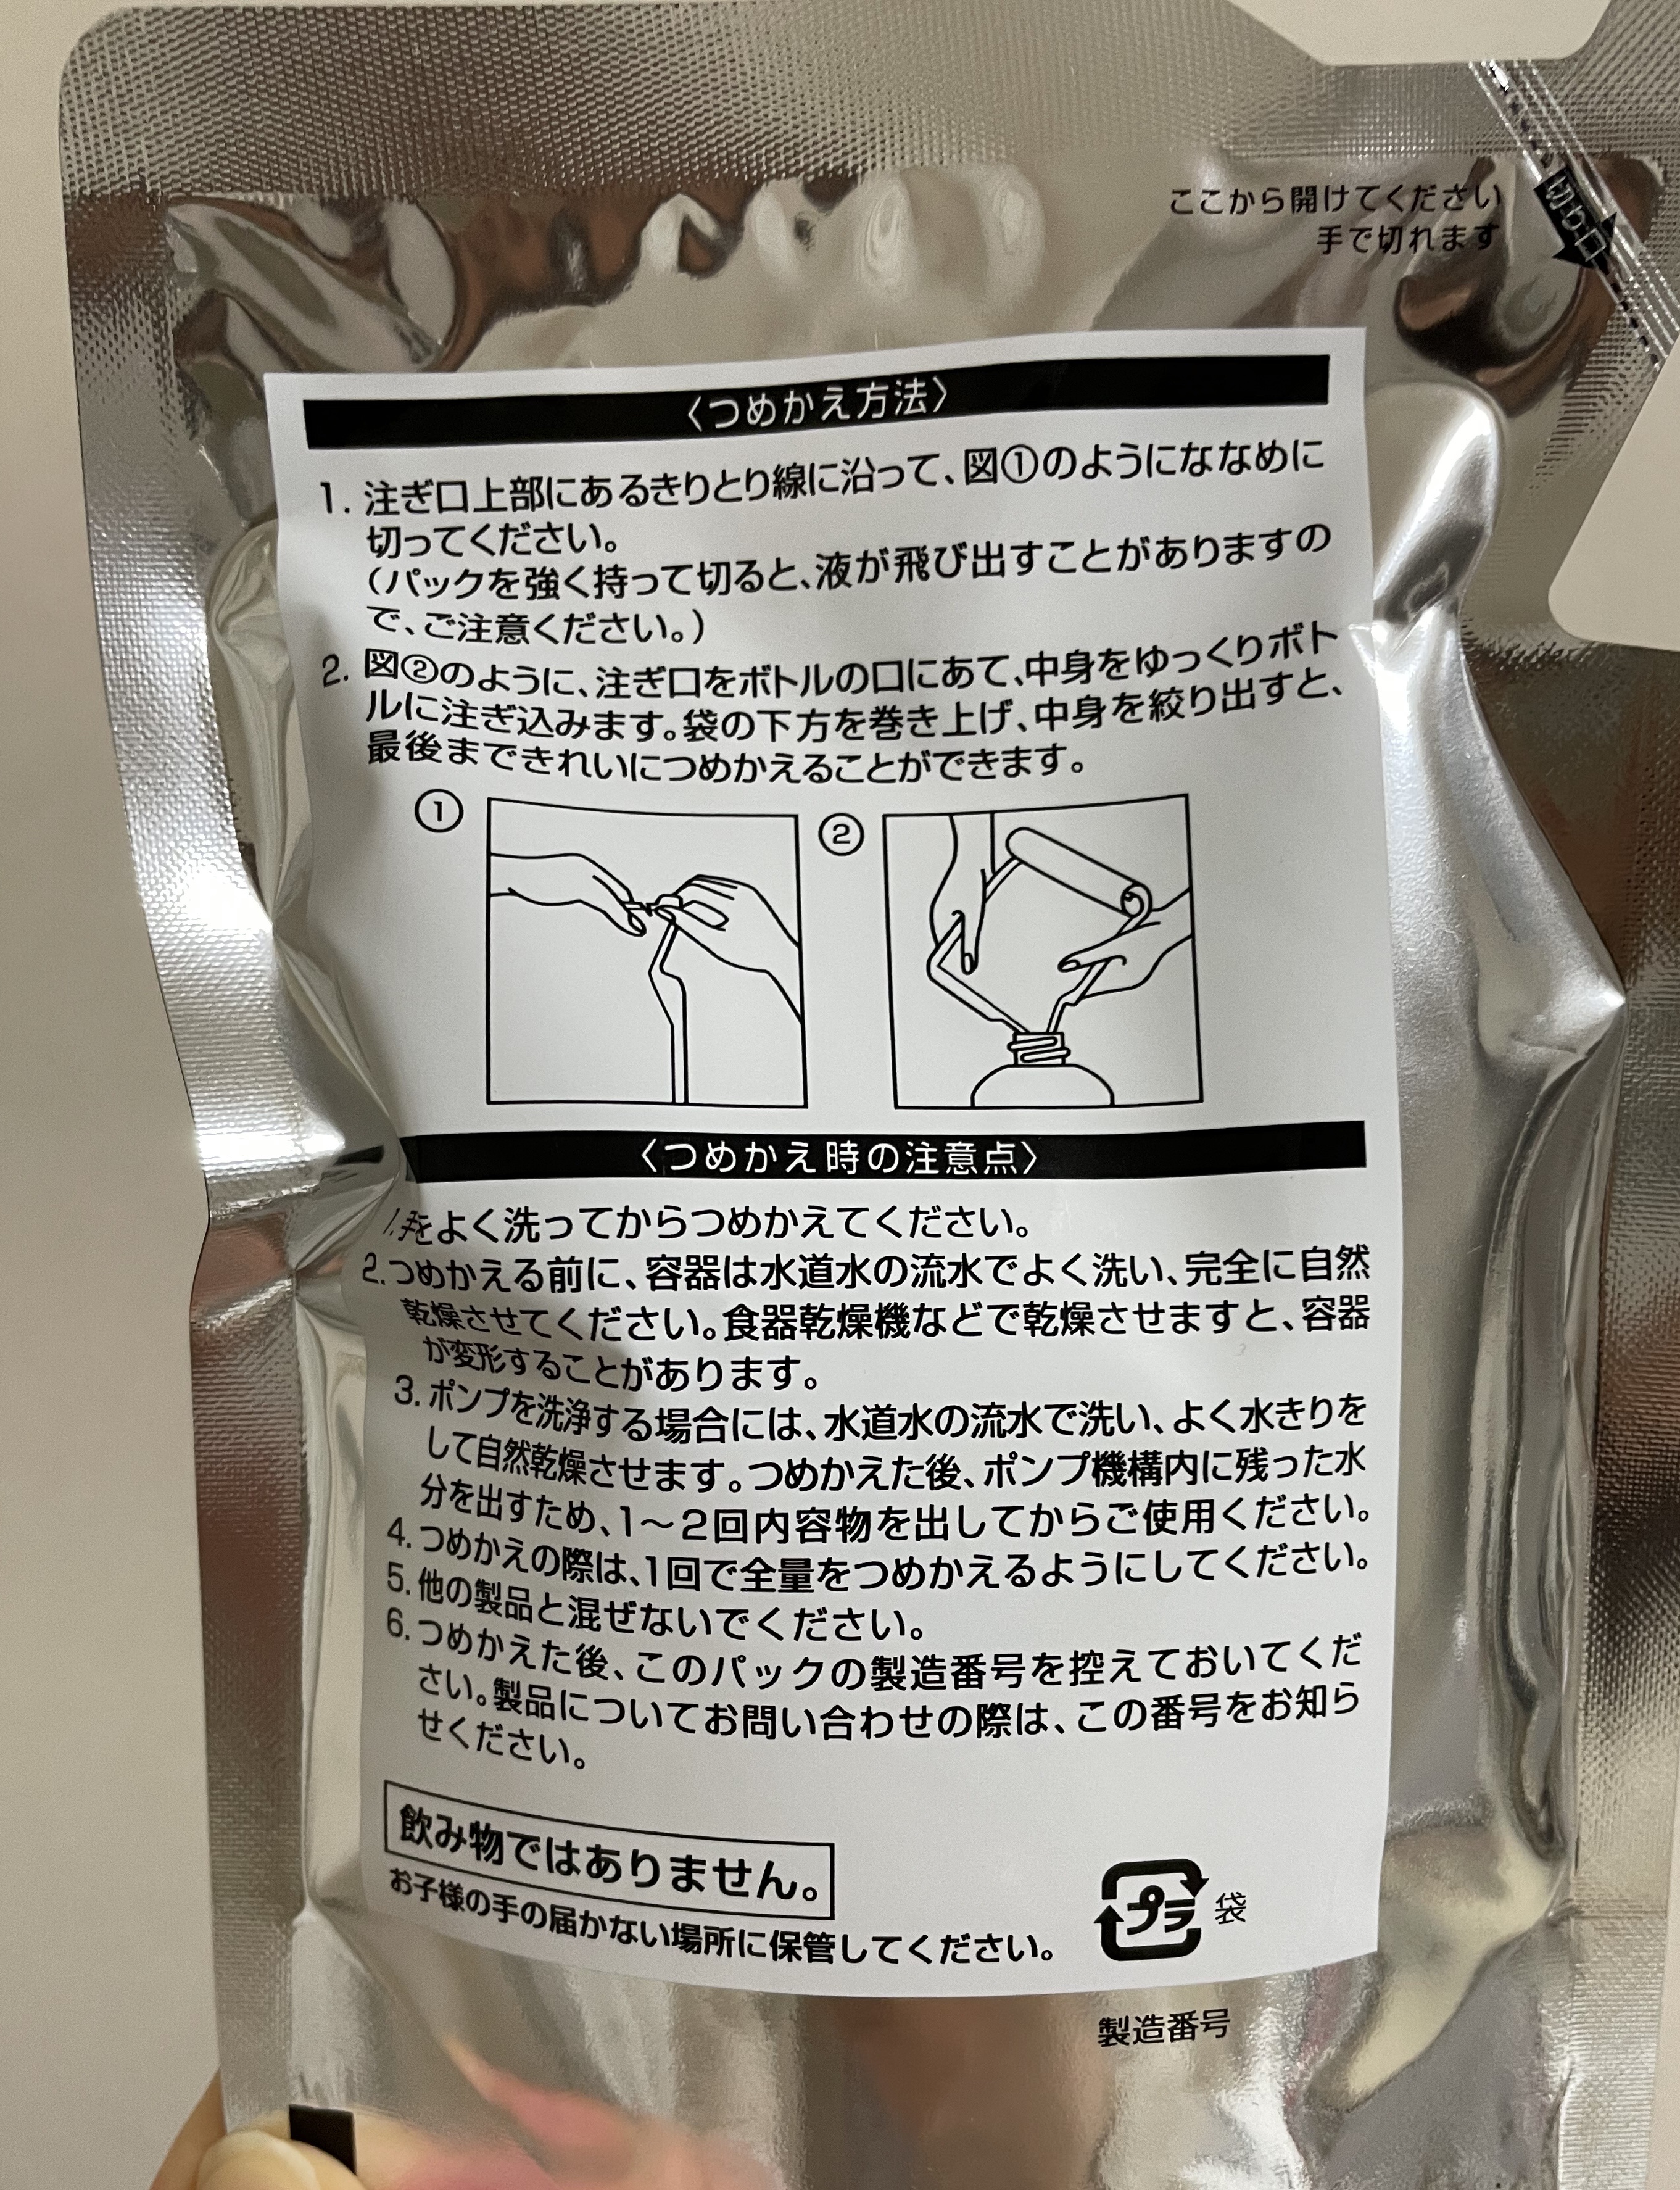 ここから開けてください
手で切れます
切り口
〈つめかえ方法〉
1. 注ぎ口上部にあるきりとり線に沿って、図①のようにななめに
切ってください。
(パックを強く持って切ると、液が飛び出すことがありますの
で、ご注意ください。)
2. 図②のように、注ぎ口をボトルの口にあて、中身をゆっくりボト
ルに注ぎ込みます。袋の下方を巻き上げ、中身を絞り出すと、
最後まできれいにつめかえることができます。
① ②
〈つめかえ時の注意点〉
1. 手をよく洗ってからつめかえてください。
2. つめかえる前に、容器は水道水の流水でよく洗い、完全に自然
乾燥させてください。食器乾燥機などで乾燥させますと、容器
が変形することがあります。
3. ポンプを洗浄する場合には、水道水の流水で洗い、よく水きりを
して自然乾燥させます。つめかえた後、ポンプ機構内に残った水
分を出すため、1〜2回内容物を出してからご使用ください。
4. つめかえの際は、1回で全量をつめかえるようにしてください。
5. 他の製品と混ぜないでください。
6. つめかえた後、このパックの製造番号を控えておいてくだ
さい。製品についてお問い合わせの際は、この番号をお知ら
せください。
飲み物ではありません。
お子様の手の届かない場所に保管してください。
プラ 袋
製造番号